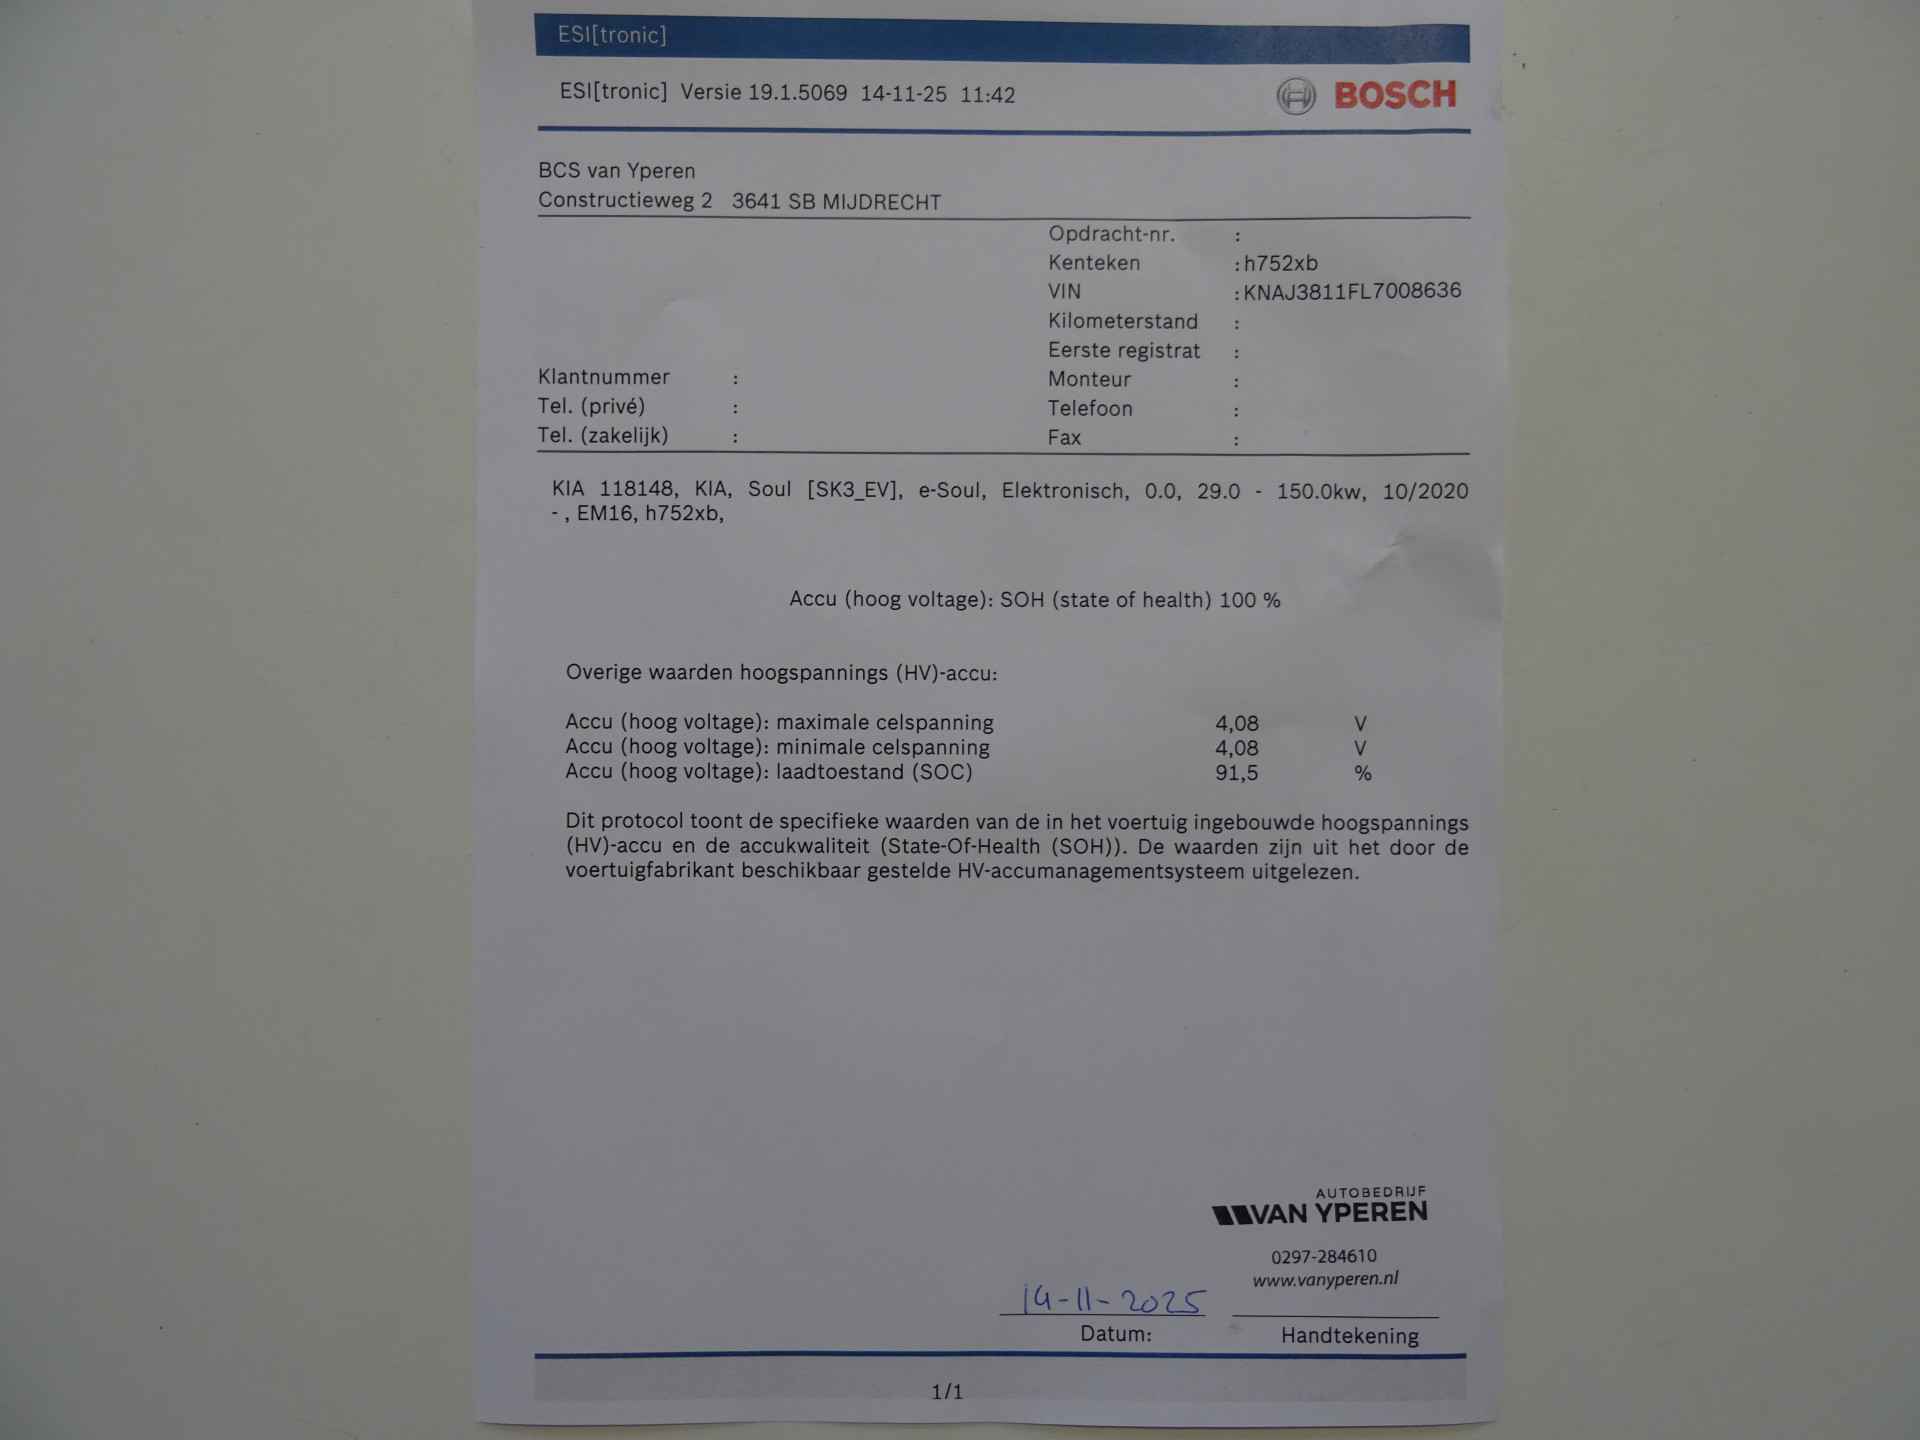 ESI[tronic]
ESI[tronic] Versie 19.1.5069 14-11-25 11:42
BOSCH
BCS van Yperen
Constructieweg 2 3641 SB MIJDRECHT
Opdracht-nr. :
Kenteken :h752xb
VIN :KNAJ3811FL7008636
Kilometerstand :
Eerste registrat :
Klantnummer : Monteur :
Tel. (privé) : Telefoon :
Tel. (zakelijk) : Fax :
KIA 118148, KIA, Soul [SK3_EV], e-Soul, Elektronisch, 0.0, 29.0 - 150.0kw, 10/2020
- , EM16, h752xb,
Accu (hoog voltage): SOH (state of health) 100 %
Overige waarden hoogspannings (HV)-accu:
Accu (hoog voltage): maximale celspanning 4,08 V
Accu (hoog voltage): minimale celspanning 4,08 V
Accu (hoog voltage): laadtoestand (SOC) 91,5 %
Dit protocol toont de specifieke waarden van de in het voertuig ingebouwde hoogspannings
(HV)-accu en de accukwaliteit (State-Of-Health (SOH)). De waarden zijn uit het door de
voertuigfabrikant beschikbaar gestelde HV-accumanagementsysteem uitgelezen.
AUTOBEDRIJF
VAN YPEREN
0297-284610
www.vanyperen.nl
14-11-2025
Datum: Handtekening
1/1